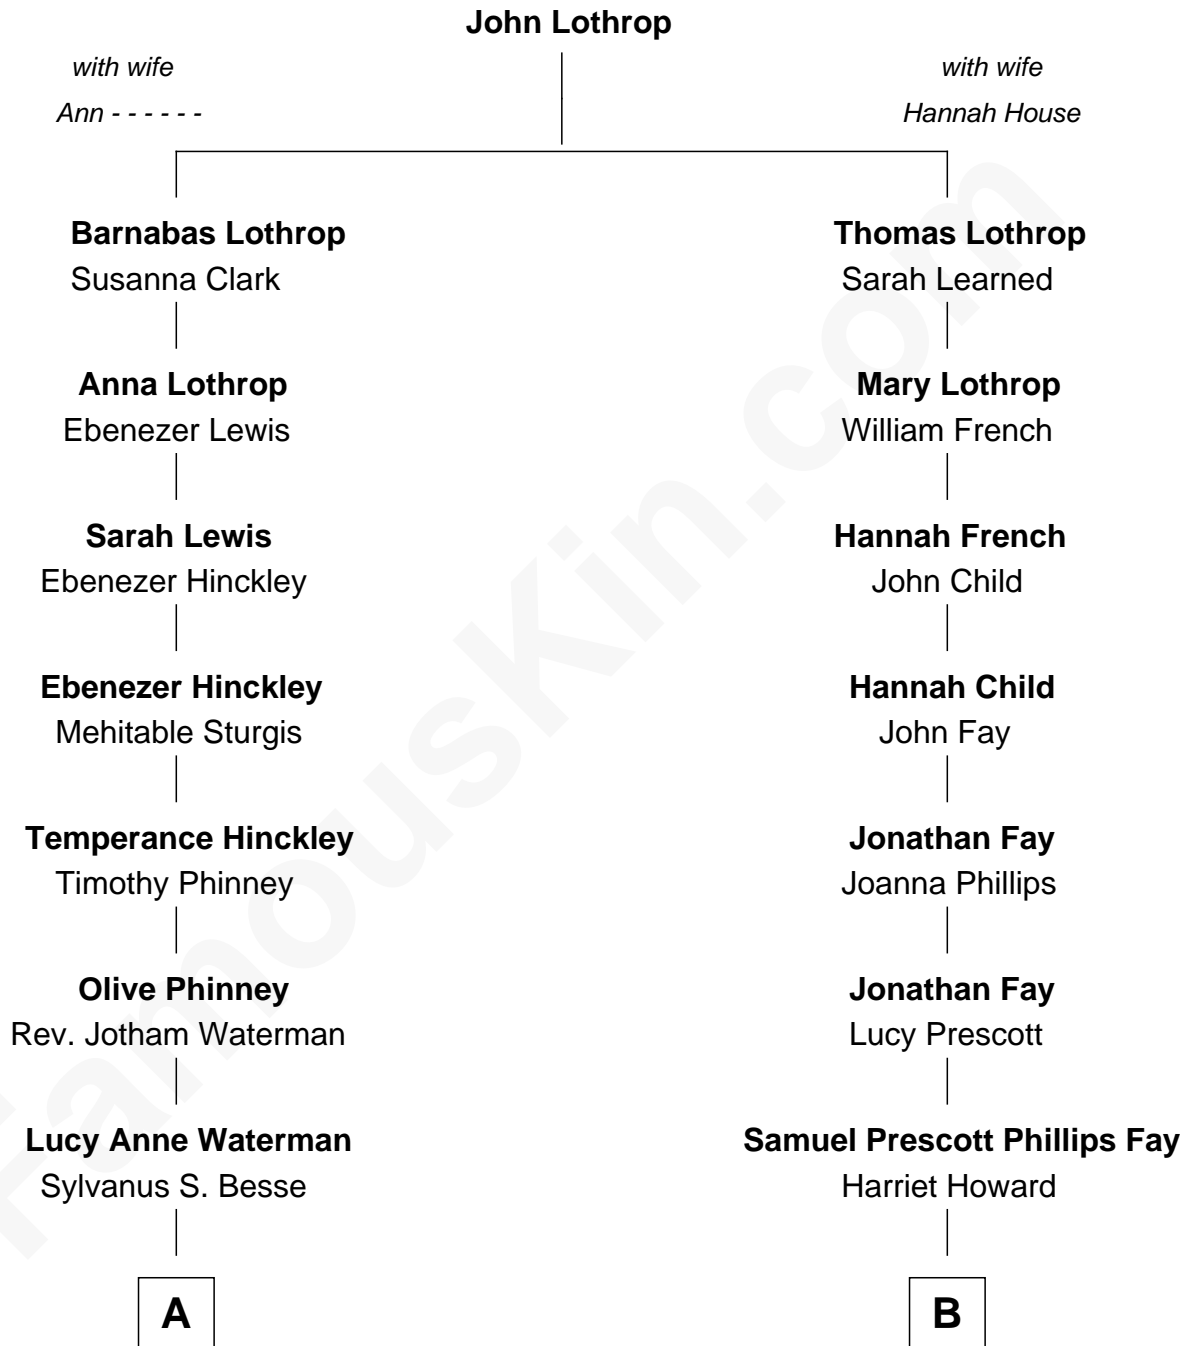 John Lothrop
with wife
Ann - - - - - -
with wife
Hannah House
Barnabas Lothrop
Susanna Clark
Thomas Lothrop
Sarah Learned
Anna Lothrop
Ebenezer Lewis
Mary Lothrop
William French
Sarah Lewis
Ebenezer Hinckley
Hannah French
John Child
Ebenezer Hinckley
Mehitable Sturgis
Hannah Child
John Fay
Temperance Hinckley
Timothy Phinney
Jonathan Fay
Joanna Phillips
Olive Phinney
Rev. Jotham Waterman
Jonathan Fay
Lucy Prescott
Lucy Anne Waterman
Sylvanus S. Besse
Samuel Prescott Phillips Fay
Harriet Howard
A
B
FamousKin.com